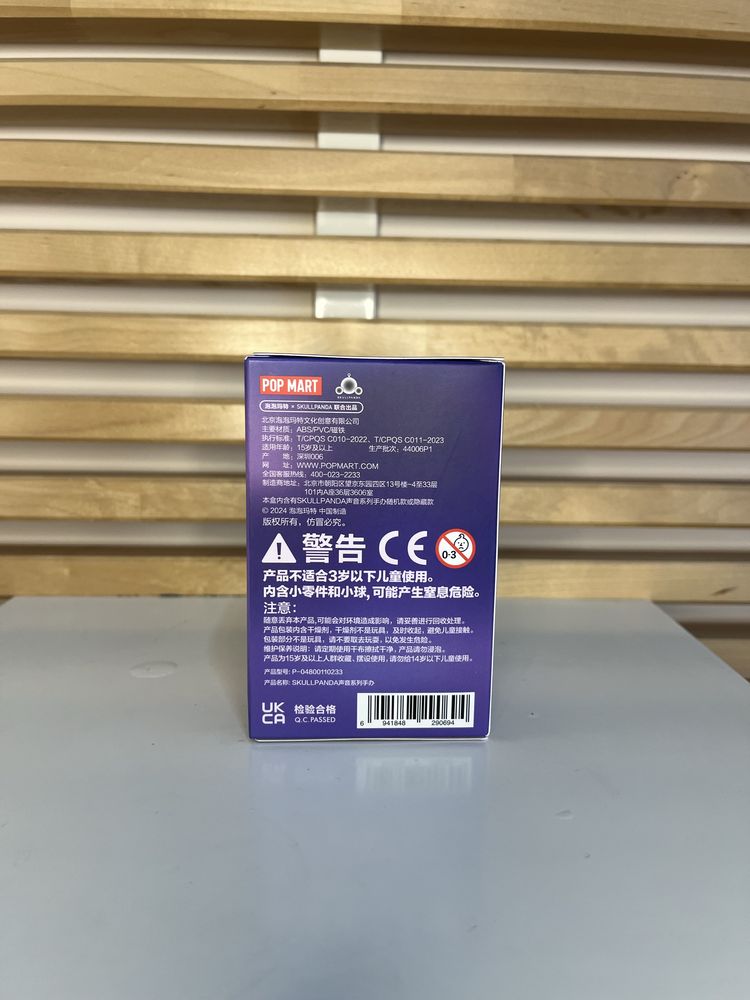 POP MART
SKULLPANDA
泡泡玛特 × SKULLPANDA 联合出品
北京泡泡玛特文化创意有限公司
主要材质：ABS/PVC/磁铁
执行标准：T/CPQS C010-2022、T/CPQS C011-2023
适用年龄：15岁及以上 生产批次：44006P1
产 地：深圳006
网 址：WWW.POPMART.COM
全国客服热线：400-023-2233
制造商地址：北京市朝阳区望京东园四区13号楼-4至33层
101内A座36层3606室
本盒内含有SKULLPANDA声音系列手办随机款或隐藏款
© 2024 泡泡玛特 中国制造
版权所有，仿冒必究。
警告 CE 0-3
产品不适合3岁以下儿童使用。
内含小零件和小球,可能产生窒息危险。
注意：
随意丢弃本产品,可能会对环境造成影响，请妥善进行回收处理。
产品包装内含干燥剂，干燥剂不是玩具，及时收起，避免儿童接触。
包装部分不是玩具，请不要取去玩耍，以免发生危险。
维护保养说明：请定期使用干布擦拭干净,产品请勿浸泡。
产品为15岁及以上人群收藏、摆设使用，请勿给14岁以下儿童使用。
产品型号：P-04800110233
产品名称：SKULLPANDA声音系列手办
UK
CA
检验合格
Q.C.PASSED
6 941848 290694